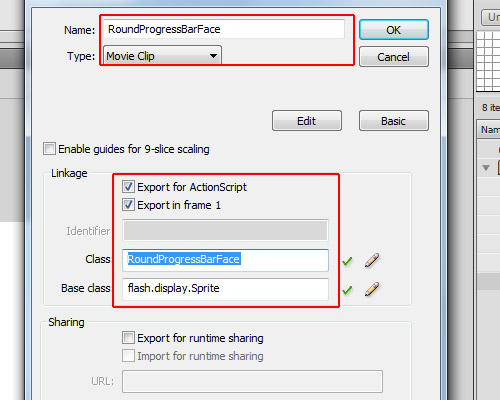 Name: RoundProgressBarFace OK
Type: Movie Clip Cancel
Edit Basic
Enable guides for 9-slice scaling
Linkage
Export for ActionScript
Export in frame 1
Identifier
Class RoundProgressBarFace
Base class flash.display.Sprite
Sharing
Export for runtime sharing
Import for runtime sharing
URL:
8 ite
Nam